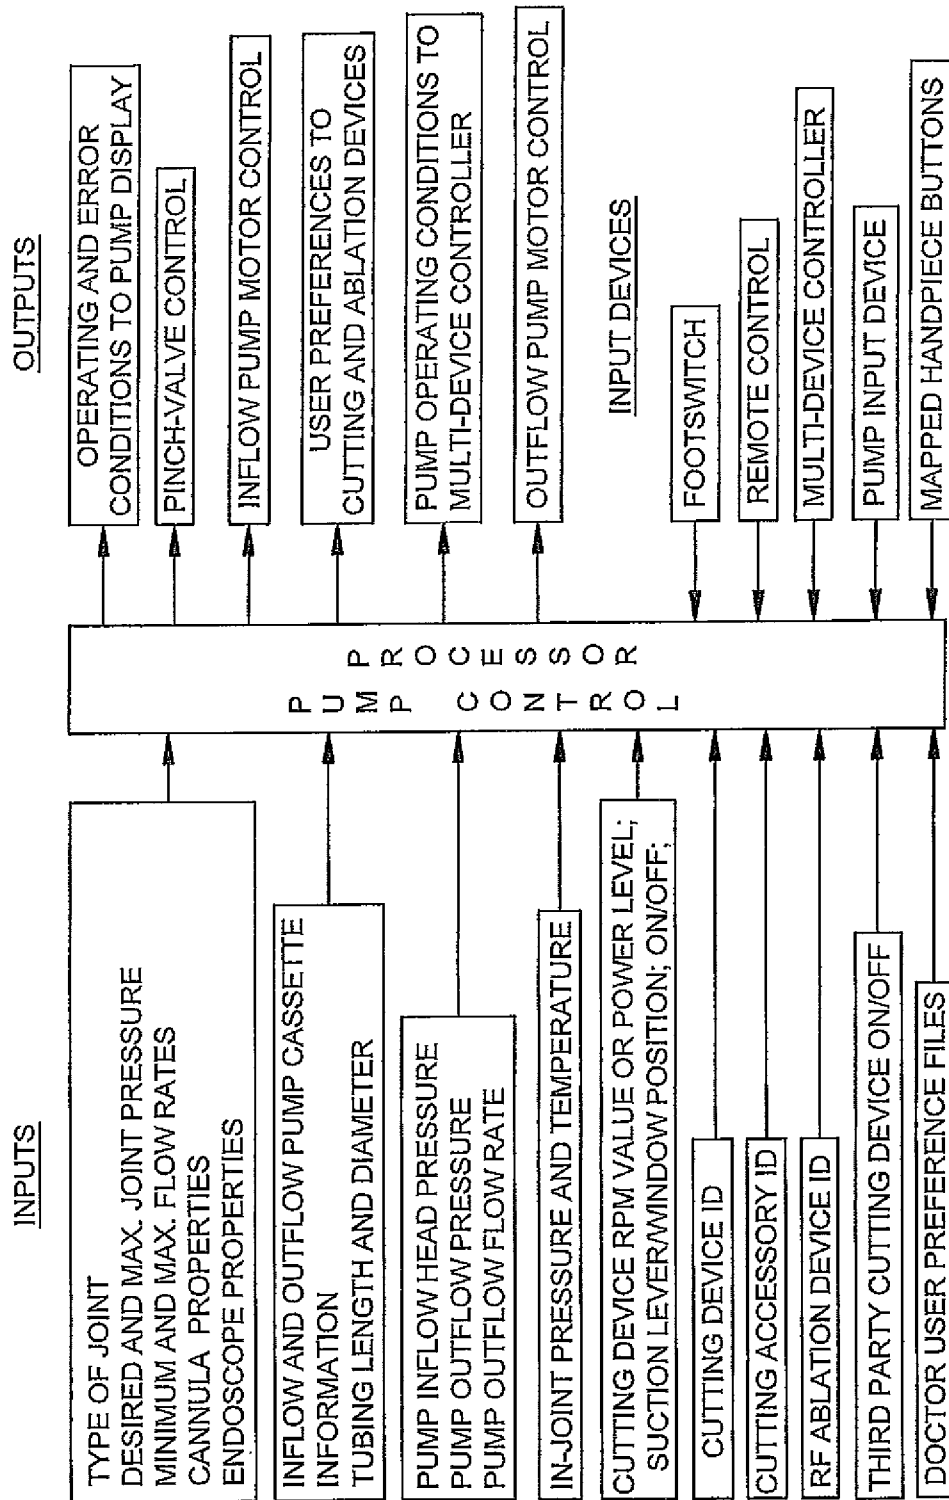 INPUTS
TYPE OF JOINT
DESIRED AND MAX. JOINT PRESSURE
MINIMUM AND MAX. FLOW RATES
CANNULA PROPERTIES
ENDOSCOPE PROPERTIES
INFLOW AND OUTFLOW PUMP CASSETTE
INFORMATION
TUBING LENGTH AND DIAMETER
PUMP INFLOW HEAD PRESSURE
PUMP OUTFLOW PRESSURE
PUMP OUTFLOW FLOW RATE
IN-JOINT PRESSURE AND TEMPERATURE
CUTTING DEVICE RPM VALUE OR POWER LEVEL;
SUCTION LEVER/WINDOW POSITION; ON/OFF;
CUTTING DEVICE ID
CUTTING ACCESSORY ID
RF ABLATION DEVICE ID
THIRD PARTY CUTTING DEVICE ON/OFF
DOCTOR USER PREFERENCE FILES
PUMP CONTROL
PROCESSOR
OUTPUTS
OPERATING AND ERROR
CONDITIONS TO PUMP DISPLAY
PINCH-VALVE CONTROL
INFLOW PUMP MOTOR CONTROL
USER PREFERENCES TO
CUTTING AND ABLATION DEVICES
PUMP OPERATING CONDITIONS TO
MULTI-DEVICE CONTROLLER
OUTFLOW PUMP MOTOR CONTROL
INPUT DEVICES
FOOTSWITCH
REMOTE CONTROL
MULTI-DEVICE CONTROLLER
PUMP INPUT DEVICE
MAPPED HANDPIECE BUTTONS